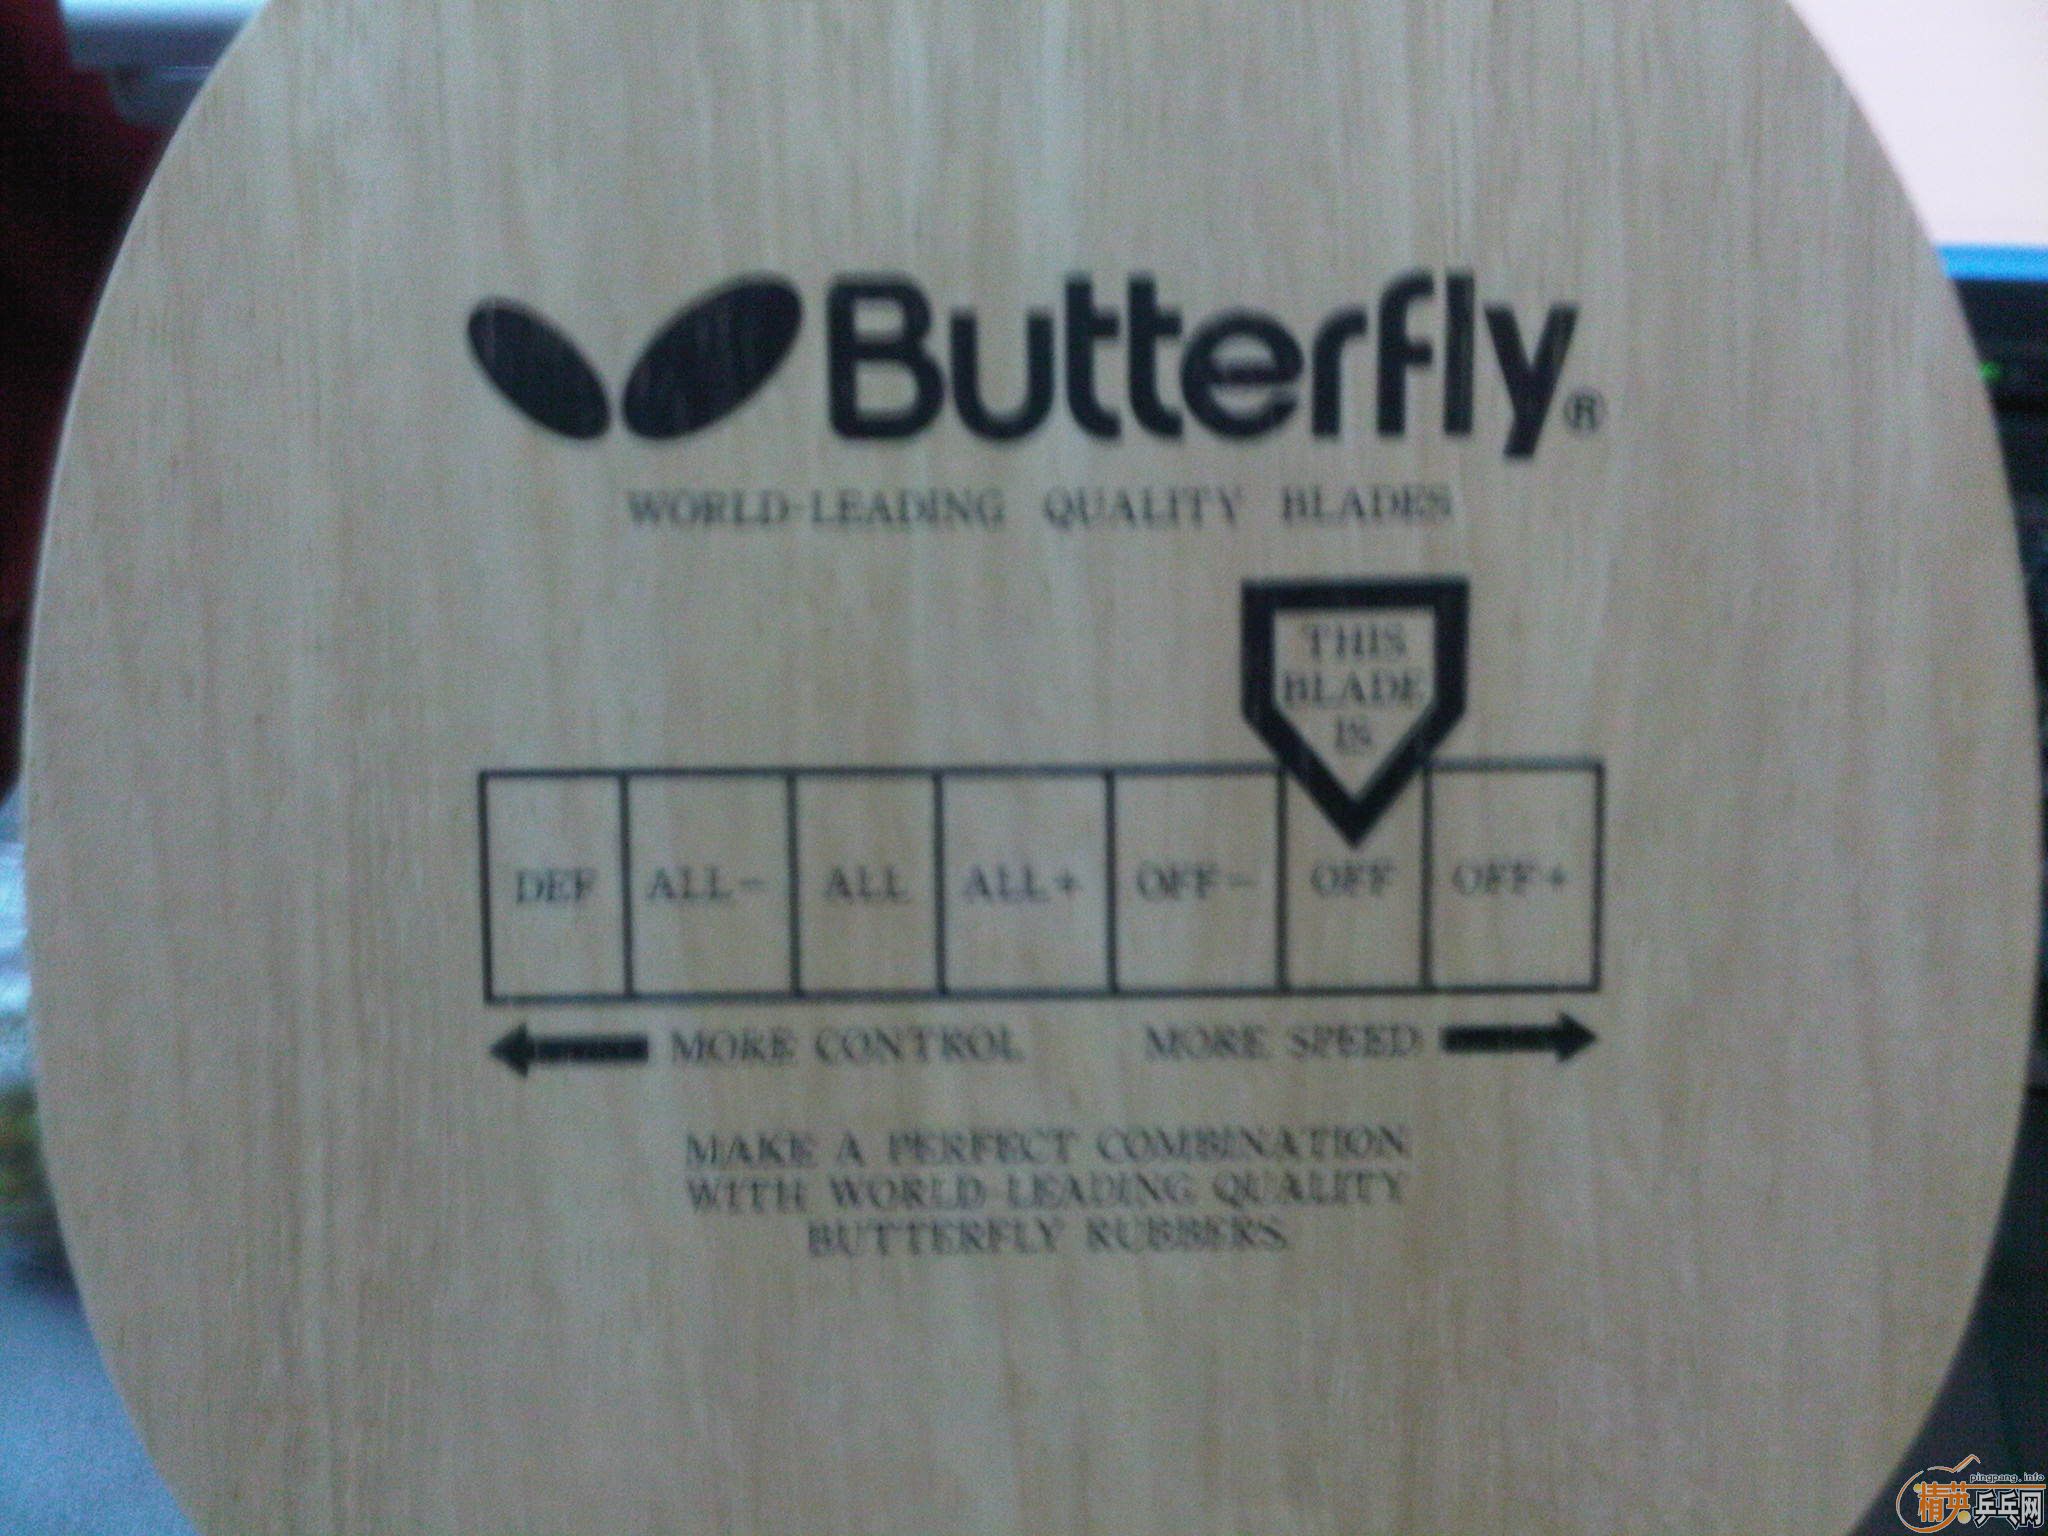 Butterfly®
WORLD-LEADING QUALITY BLADES
THIS
BLADE
IS
DEF ALL- ALL ALL+ OFF- OFF OFF+
MORE CONTROL MORE SPEED
MAKE A PERFECT COMBINATION
WITH WORLD-LEADING QUALITY
BUTTERFLY RUBBERS.
pingpang.info
精英乒乓网